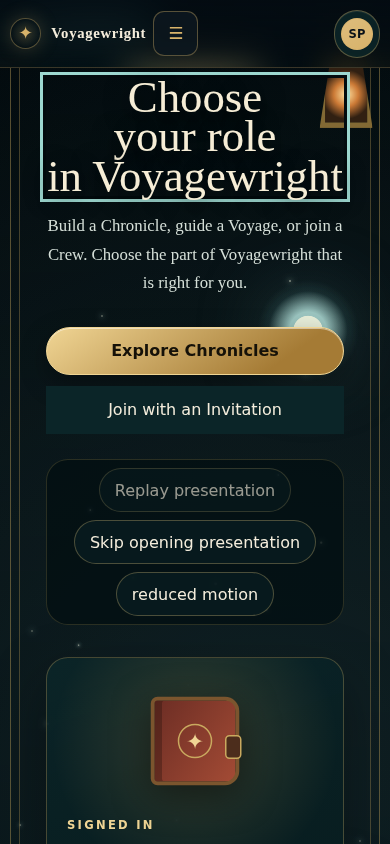 Voyagewright
☰
SP
Choose
your role
in Voyagewright
Build a Chronicle, guide a Voyage, or join a
Crew. Choose the part of Voyagewright that
is right for you.
Explore Chronicles
Join with an Invitation
Replay presentation
Skip opening presentation
reduced motion
SIGNED IN